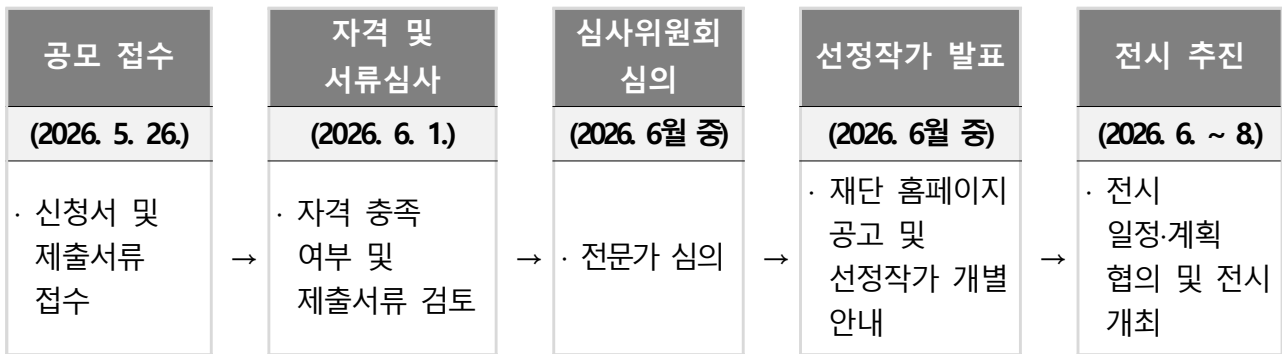 공모 접수
(2026. 5. 26.)
· 신청서 및
제출서류
접수
→
자격 및
서류심사
(2026. 6. 1.)
· 자격 충족
여부 및
제출서류 검토
→
심사위원회
심의
(2026. 6월 중)
· 전문가 심의
→
선정작가 발표
(2026. 6월 중)
· 재단 홈페이지
공고 및
선정작가 개별
안내
→
전시 추진
(2026. 6. ~ 8.)
· 전시
일정·계획
협의 및 전시
개최